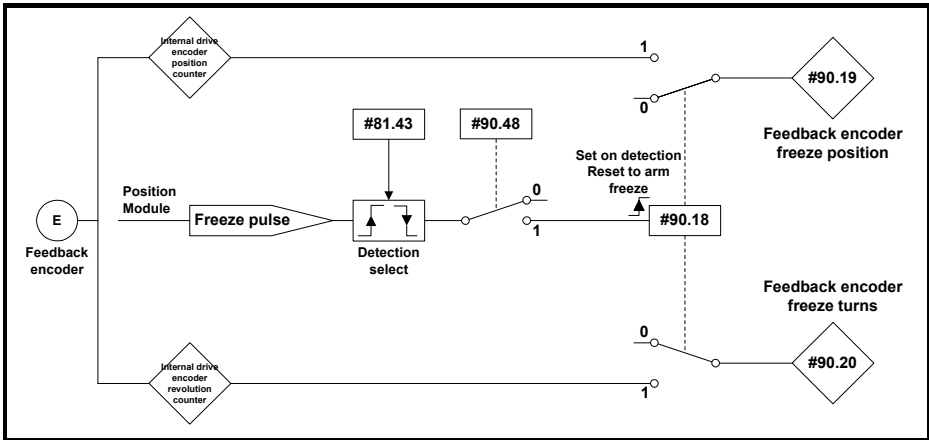 Internal drive
encoder
position
counter
1
0
#90.19
Feedback encoder
freeze position
#81.43
#90.48
Set on detection
Reset to arm
freeze
Position
Module
Freeze pulse
0
1
#90.18
E
Feedback
encoder
Detection
select
Feedback encoder
freeze turns
0
1
#90.20
Internal drive
encoder
revolution
counter